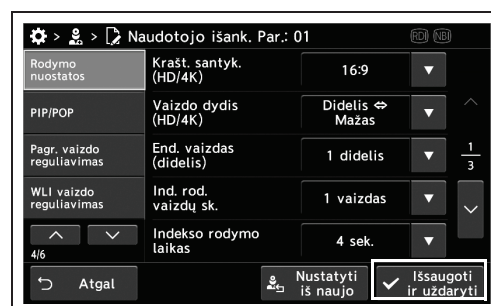 > > Naudotojo išank. Par.: 01 RDI NBI
Rodymo
nuostatos
Krašt. santyk.
(HD/4K)
16:9
PIP/POP
Vaizdo dydis
(HD/4K)
Didelis ⇔
Mažas
Pagr. vaizdo
reguliavimas
End. vaizdas
(didelis)
1 didelis
1
3
WLI vaizdo
reguliavimas
Ind. rod.
vaizdų sk.
1 vaizdas
4/6
Indekso rodymo
laikas
4 sek.
Atgal
Nustatyti
iš naujo
Išsaugoti
ir uždaryti